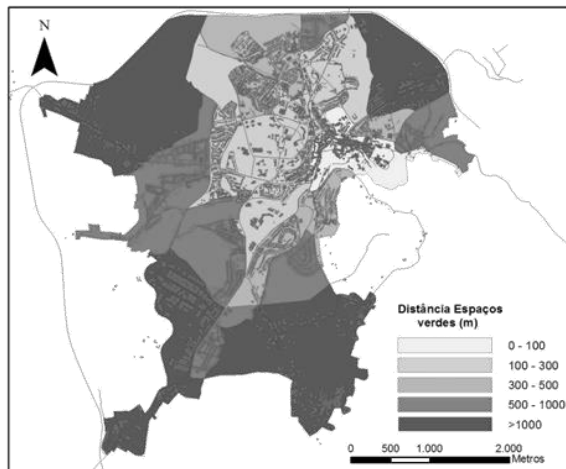 N
Distância Espaços
verdes (m)
0 - 100
100 - 300
300 - 500
500 - 1000
>1000
0 500 1.000 2.000
Metros